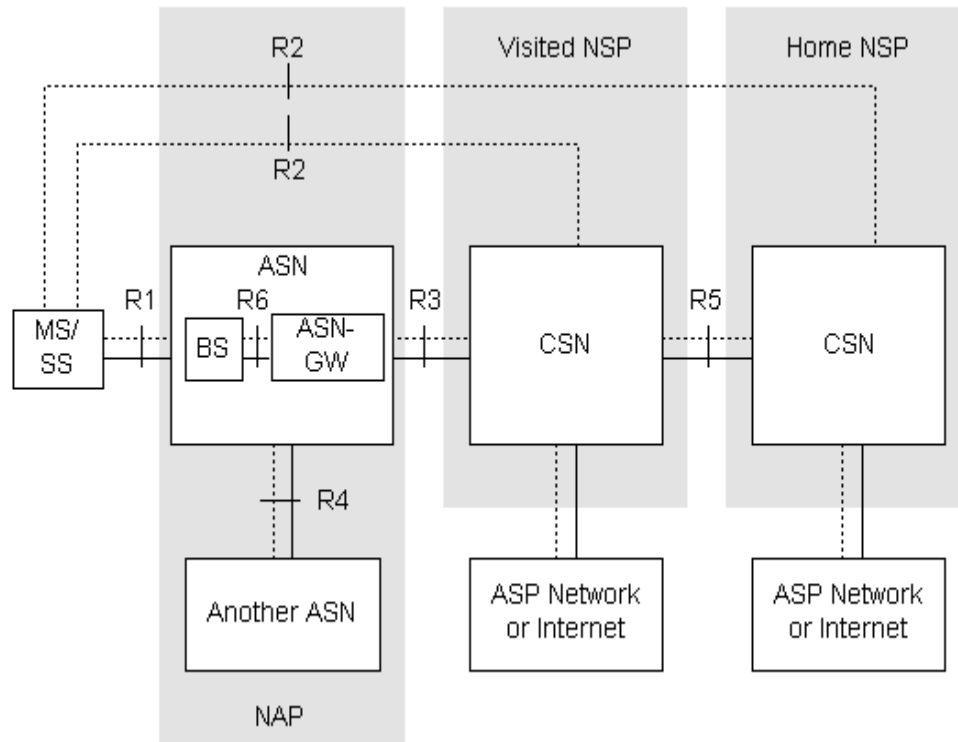 R2
Visited NSP
Home NSP
R2
ASN
R1
R6
R3
R5
MS/
SS
BS
ASN-
GW
CSN
CSN
R4
Another ASN
ASP Network
or Internet
ASP Network
or Internet
NAP